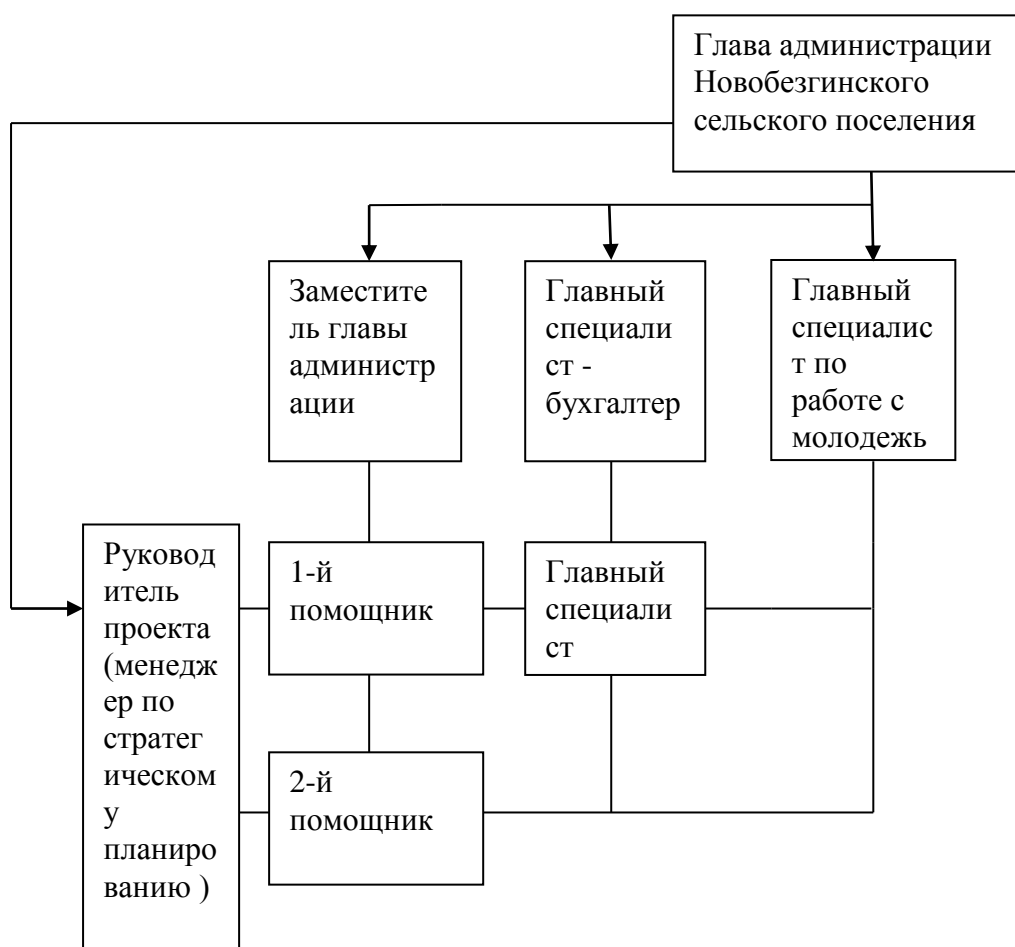 Глава администрации
Новобезгинского
сельского поселения
Заместите
ль главы
администр
ации
Главный
специали
ст -
бухгалтер
Главный
специалис
т по
работе с
молодежь
Руковод
итель
проекта
(менедж
ер по
стратег
ическом
у
планиро
ванию )
1-й
помощник
Главный
специали
ст
2-й
помощник